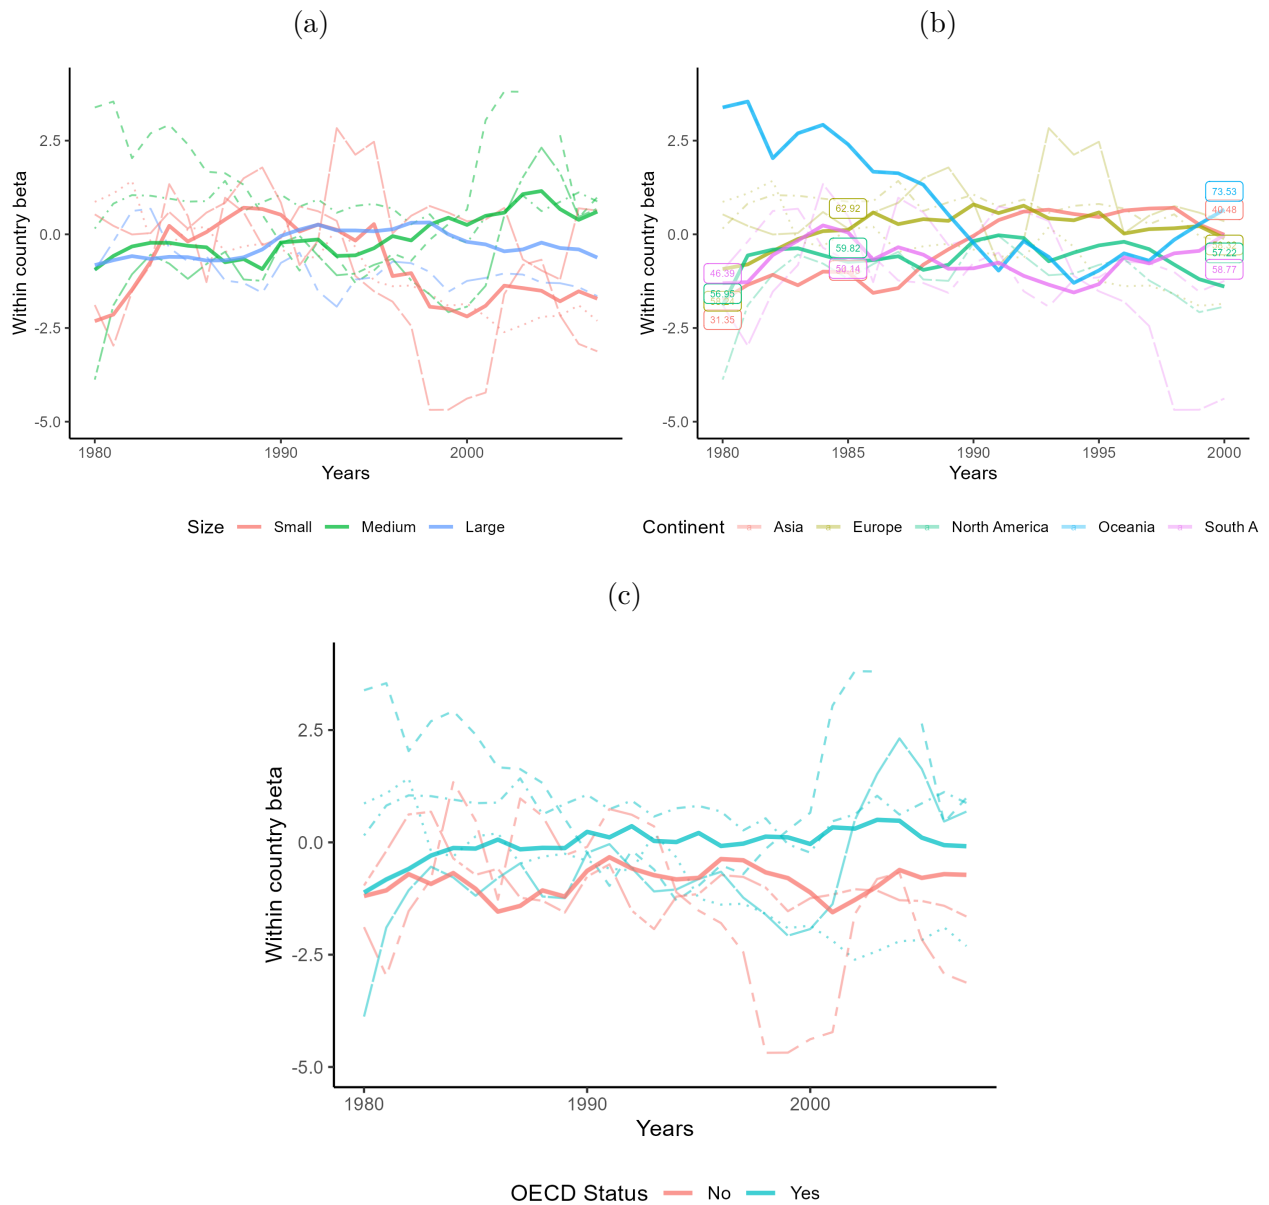 (a)
Within country beta
2.5
0.0
-2.5
-5.0
1980
1990
2000
Years
Size Small Medium Large
(b)
Within country beta
2.5
0.0
-2.5
-5.0
46.39
56.95
31.35
62.92
59.82
73.53
40.48
57.22
58.77
1980
1985
1990
1995
2000
Years
Continent Asia Europe North America Oceania South A
(c)
Within country beta
2.5
0.0
-2.5
-5.0
1980
1990
2000
Years
OECD Status No Yes